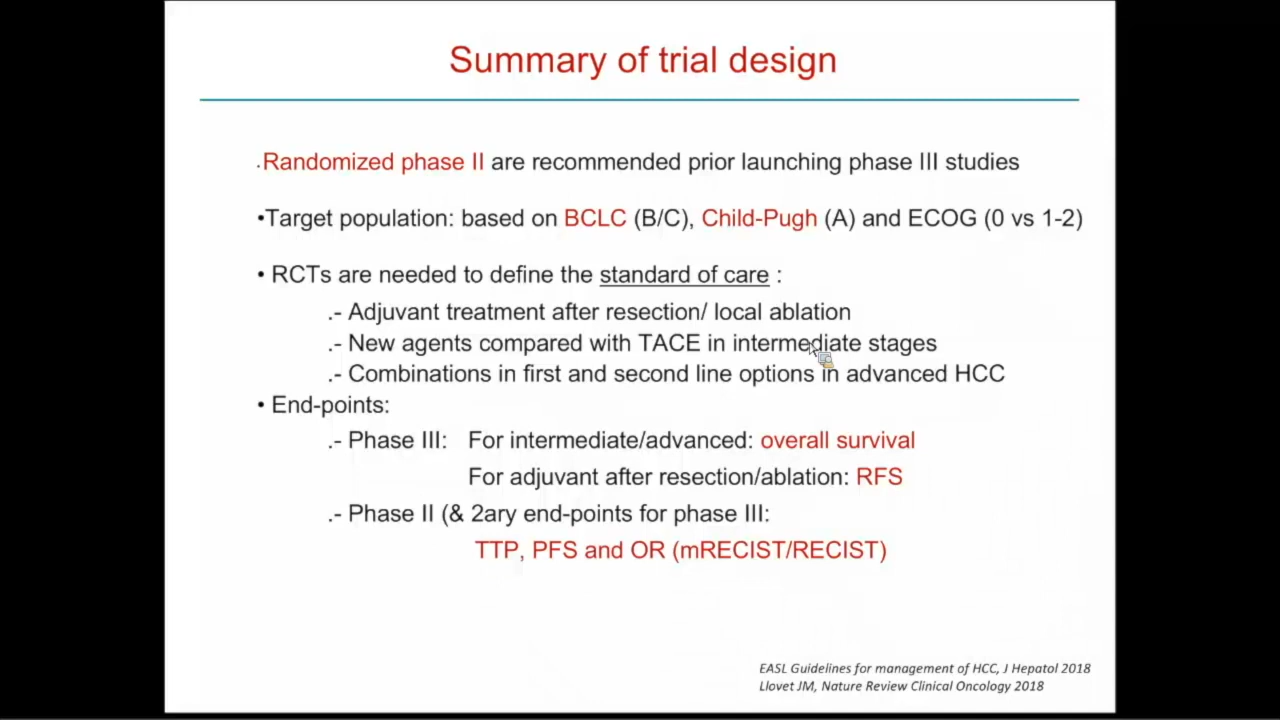 Summary of trial design
.Randomized phase II are recommended prior launching phase III studies
•Target population: based on BCLC (B/C), Child-Pugh (A) and ECOG (0 vs 1-2)
• RCTs are needed to define the standard of care :
.- Adjuvant treatment after resection/ local ablation
.- New agents compared with TACE in intermediate stages
.- Combinations in first and second line options in advanced HCC
• End-points:
.- Phase III: For intermediate/advanced: overall survival
For adjuvant after resection/ablation: RFS
.- Phase II (& 2ary end-points for phase III:
TTP, PFS and OR (mRECIST/RECIST)
EASL Guidelines for management of HCC, J Hepatol 2018
Llovet JM, Nature Review Clinical Oncology 2018